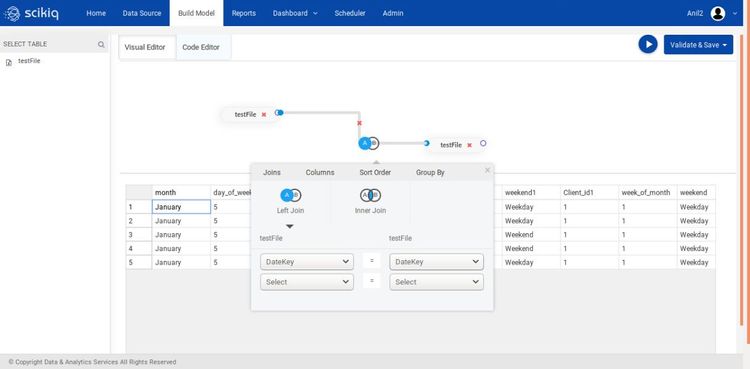 scikiq Home Data Source Build Model Reports Dashboard Scheduler Admin Anil2
SELECT TABLE
testFile
Visual Editor Code Editor Validate & Save
testFile
A B
testFile
Joins Columns Sort Order Group By
A B A B
Left Join Inner Join
testFile testFile
DateKey = DateKey
Select = Select
month day_of_week weekend1 Client_id1 week_of_month weekend
1 January 5 Weekday 1 1 Weekday
2 January 5 Weekday 1 1 Weekday
3 January 5 Weekend 1 1 Weekday
4 January 5 Weekend 1 1 Weekday
5 January 5 Weekday 1 1 Weekday
© Copyright Data & Analytics Services All Rights Reserved